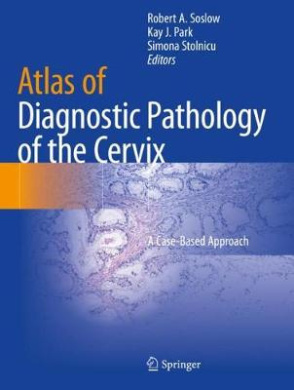 Robert A. Soslow
Kay J. Park
Simona Stolnicu
Editors
Atlas of
Diagnostic Pathology
of the Cervix
A Case-Based Approach
Springer